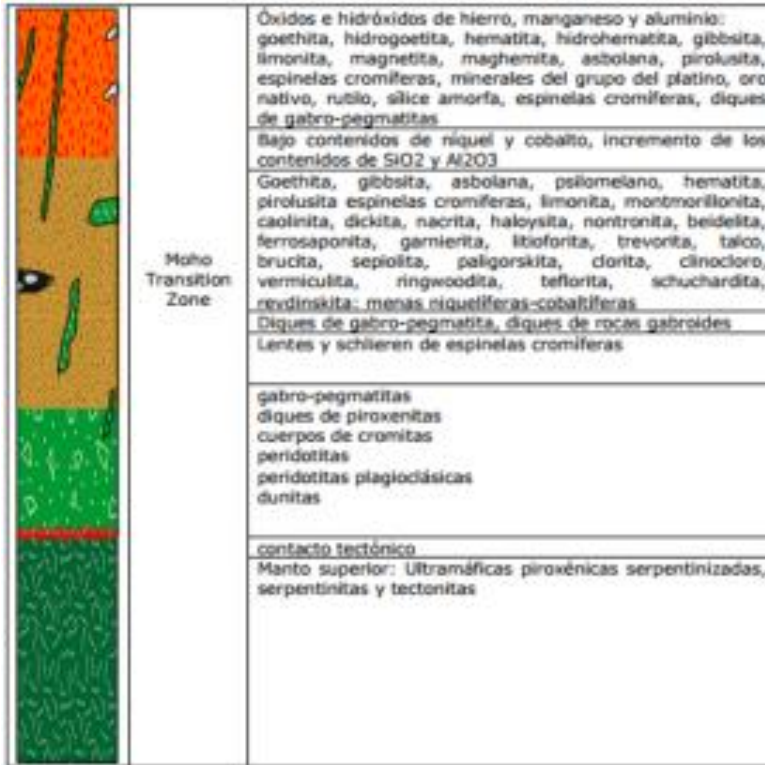 Moho
Transition
Zone
Óxidos e hidróxidos de hierro, manganeso y aluminio:
goethita, hidrogoetita, hematita, hidrohematita, gibbsita,
limonita, magnetita, maghemita, asbolana, pirolusita,
espinelas cromíferas, minerales del grupo del platino, oro
nativo, rutilo, sílice amorfa, espinelas cromíferas, diques
de gabro-pegmatitas
Bajo contenidos de níquel y cobalto, incremento de los
contenidos de SiO2 y Al2O3
Goethita, gibbsita, asbolana, psilomelano, hematita,
pirolusita espinelas cromíferas, limonita, montmorillonita,
caolinita, dickita, nacrita, haloysita, nontronita, beidelita,
ferrosaponita, garnierita, litioforita, trevorita, talco,
brucita, sepiolita, paligorskita, clorita, clinocloro,
vermiculita, ringwoodita, teflorita, schuchardita,
revdinskita: menas niquelíferas-cobaltíferas
Diques de gabro-pegmatita, diques de rocas gabroides
Lentes y schlieren de espinelas cromíferas
gabro-pegmatitas
diques de piroxenitas
cuerpos de cromitas
peridotitas
peridotitas plagioclásicas
dunitas
contacto tectónico
Manto superior: Ultramáficas piroxénicas serpentinizadas,
serpentinitas y tectonitas